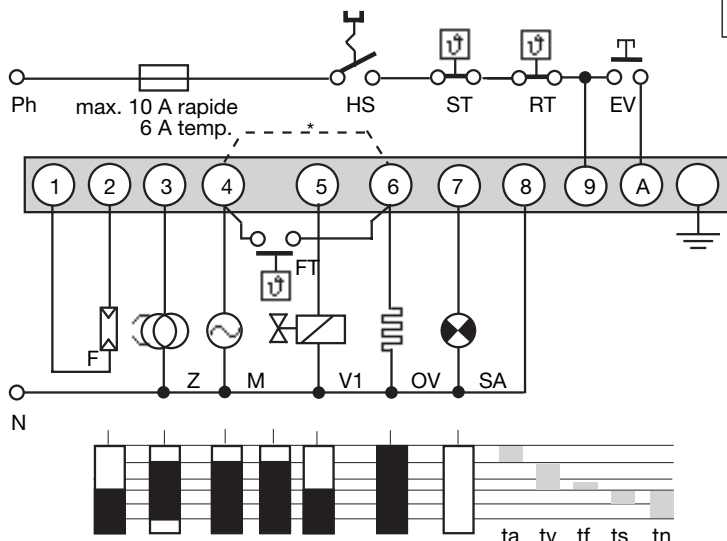 Ph
max. 10 A rapide
6 A temp.
HS
ST
RT
EV
ϑ
ϑ
*
1 2 3 4 5 6 7 8 9 A
FT
ϑ
F
Z M V1 OV SA
N
ta tv tf ts tn